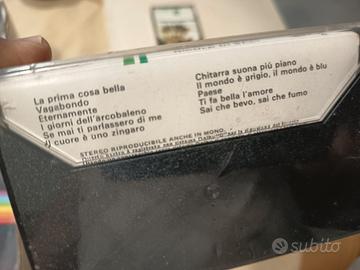 La prima cosa bella
Vagabondo
Eternamente
I giorni dell'arcobaleno
Se mai ti parlassero di me
Il cuore è uno zingaro
Chitarra suona più piano
Il mondo è grigio, il mondo è blu
Paese
Ti fa bella l'amore
Sai che bevo, sai che fumo
STEREO RIPRODUCIBILE ANCHE IN MONO.
subito